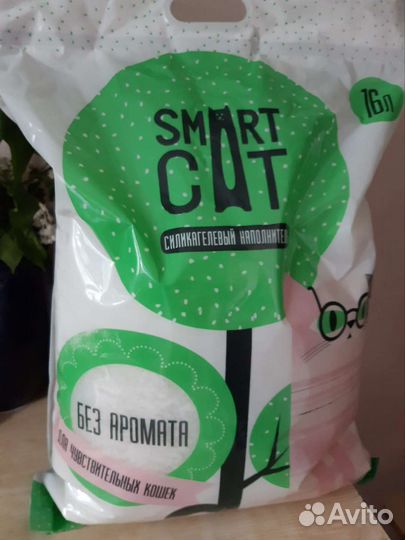 16л
SMART
CAT
СИЛИКАГЕЛЕВЫЙ НАПОЛНИТЕЛ
БЕЗ АРОМАТА
ДЛЯ ЧУВСТВИТЕЛЬНЫХ КОШЕК
Avito